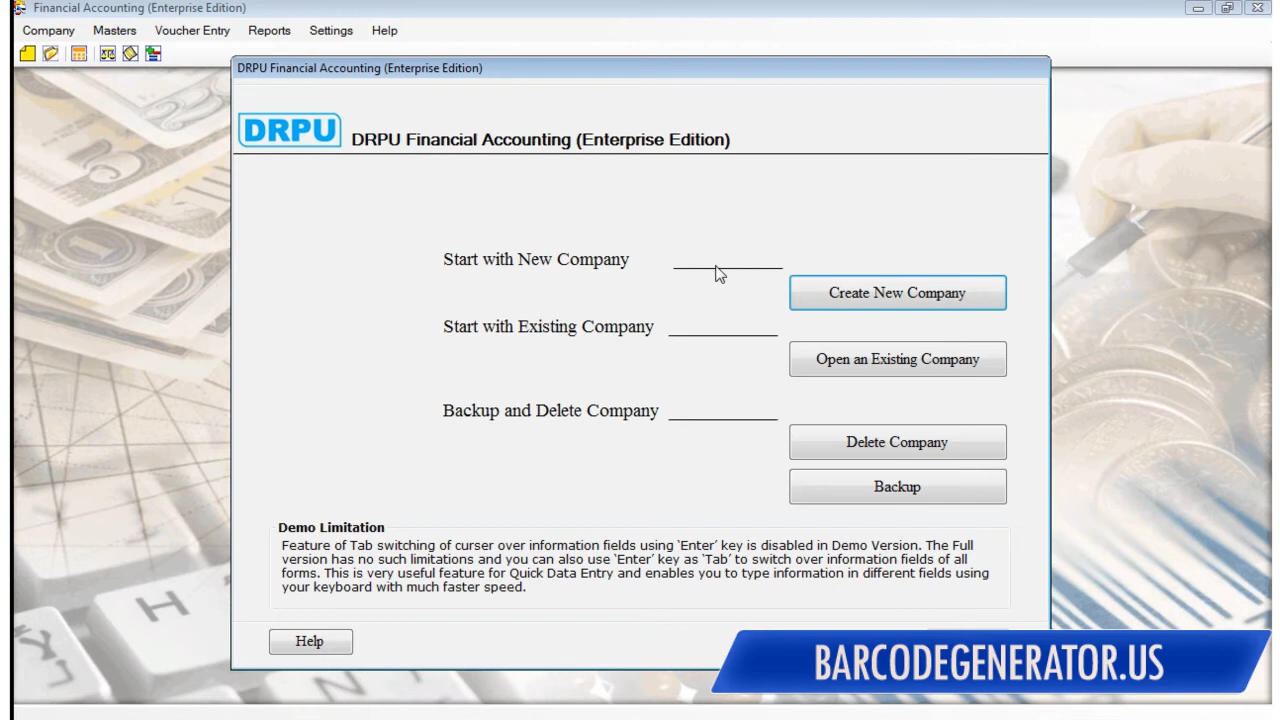 Financial Accounting (Enterprise Edition)
Company Masters Voucher Entry Reports Settings Help
DRPU Financial Accounting (Enterprise Edition)
DRPU DRPU Financial Accounting (Enterprise Edition)
Start with New Company
Create New Company
Start with Existing Company
Open an Existing Company
Backup and Delete Company
Delete Company
Backup
Demo Limitation
Feature of Tab switching of curser over information fields using 'Enter' key is disabled in Demo Version. The Full
version has no such limitations and you can also use 'Enter' key as 'Tab' to switch over information fields of all
forms. This is very useful feature for Quick Data Entry and enables you to type information in different fields using
your keyboard with much faster speed.
Help
BARCODEGENERATOR.US